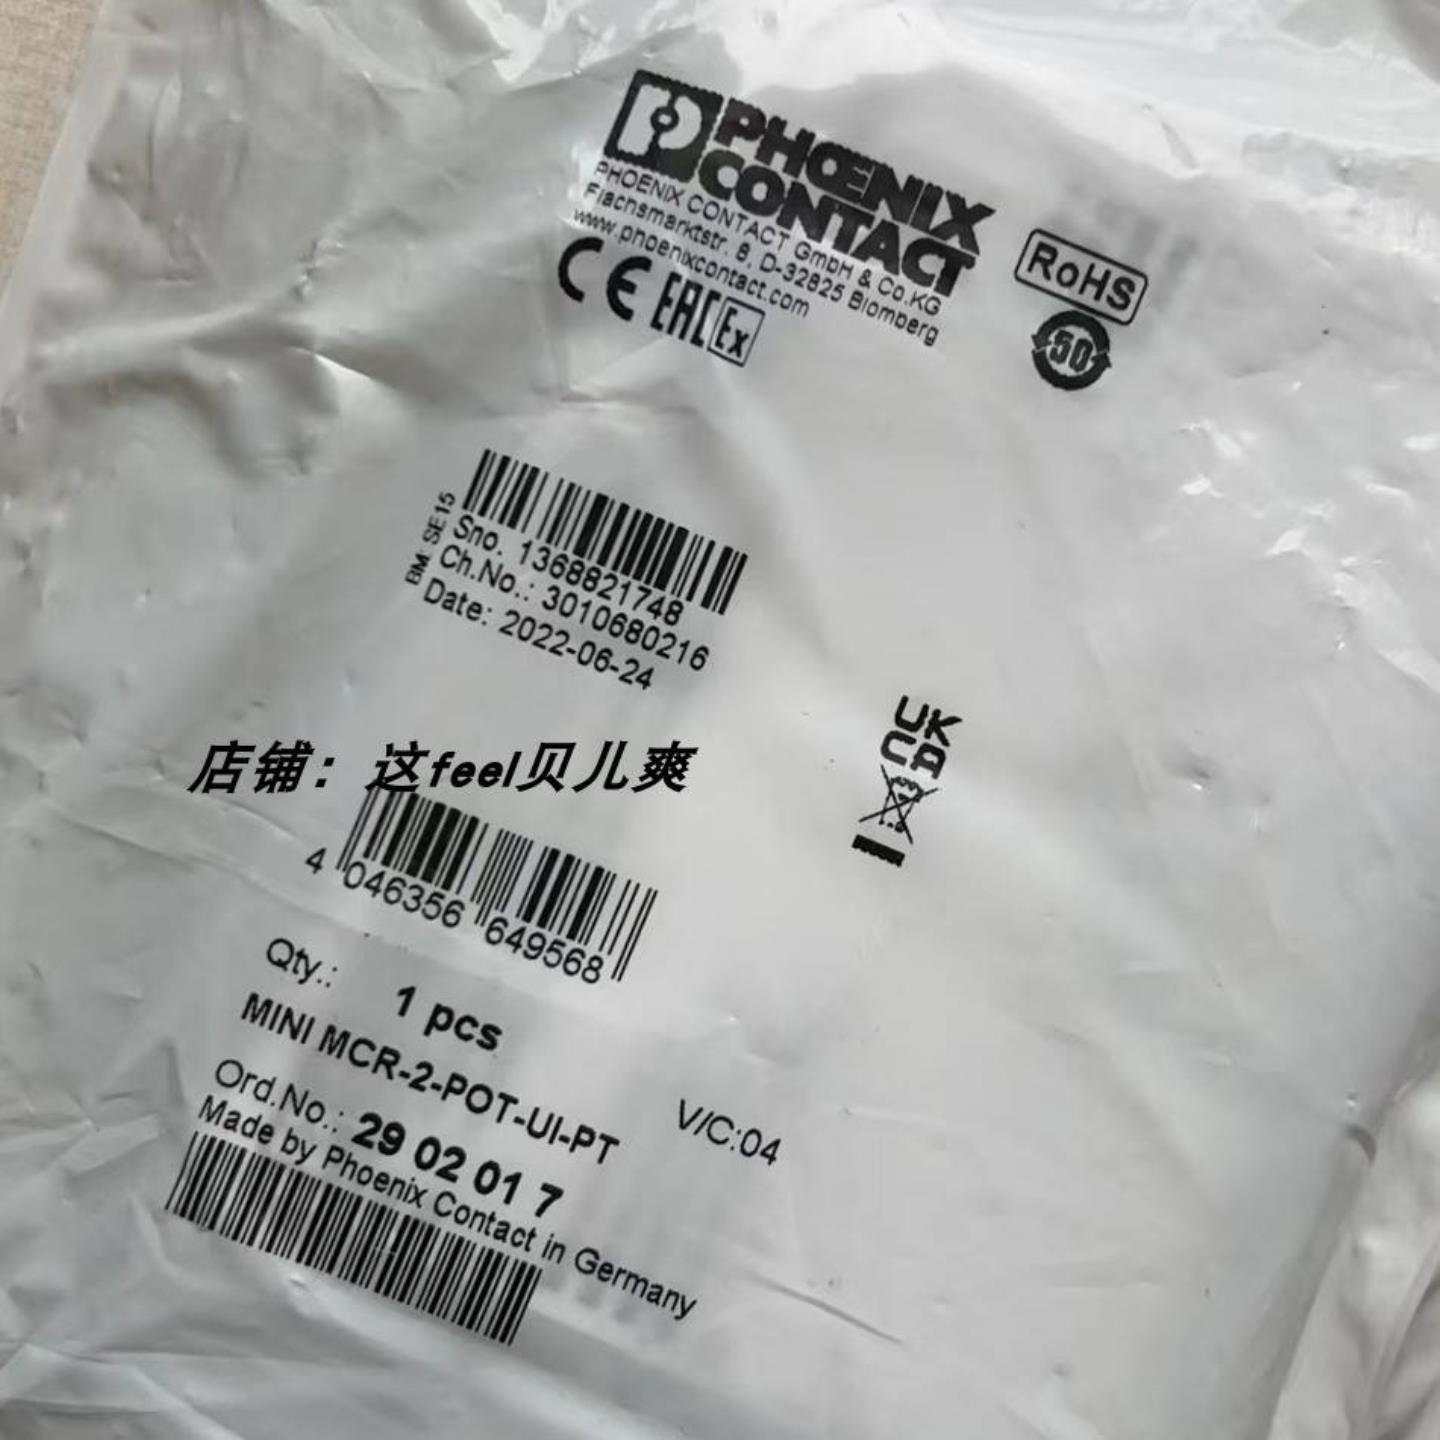 PHŒNIX
CONTACT
PHOENIX CONTACT GmbH & Co.KG
Flachsmarktstr. 8, D-32825 Blomberg
www.phoenixcontact.com
CE EAC Ex
RoHS
50
BM: SE15
Sno. 1368821748
Ch.No.: 3010680216
Date: 2022-06-24
UK
CA
店铺：这feel贝儿爽
4 046356 649568
Qty.: 1 pcs
MINI MCR-2-POT-UI-PT
V/C:04
Ord.No.: 29 02 01 7
Made by Phoenix Contact in Germany